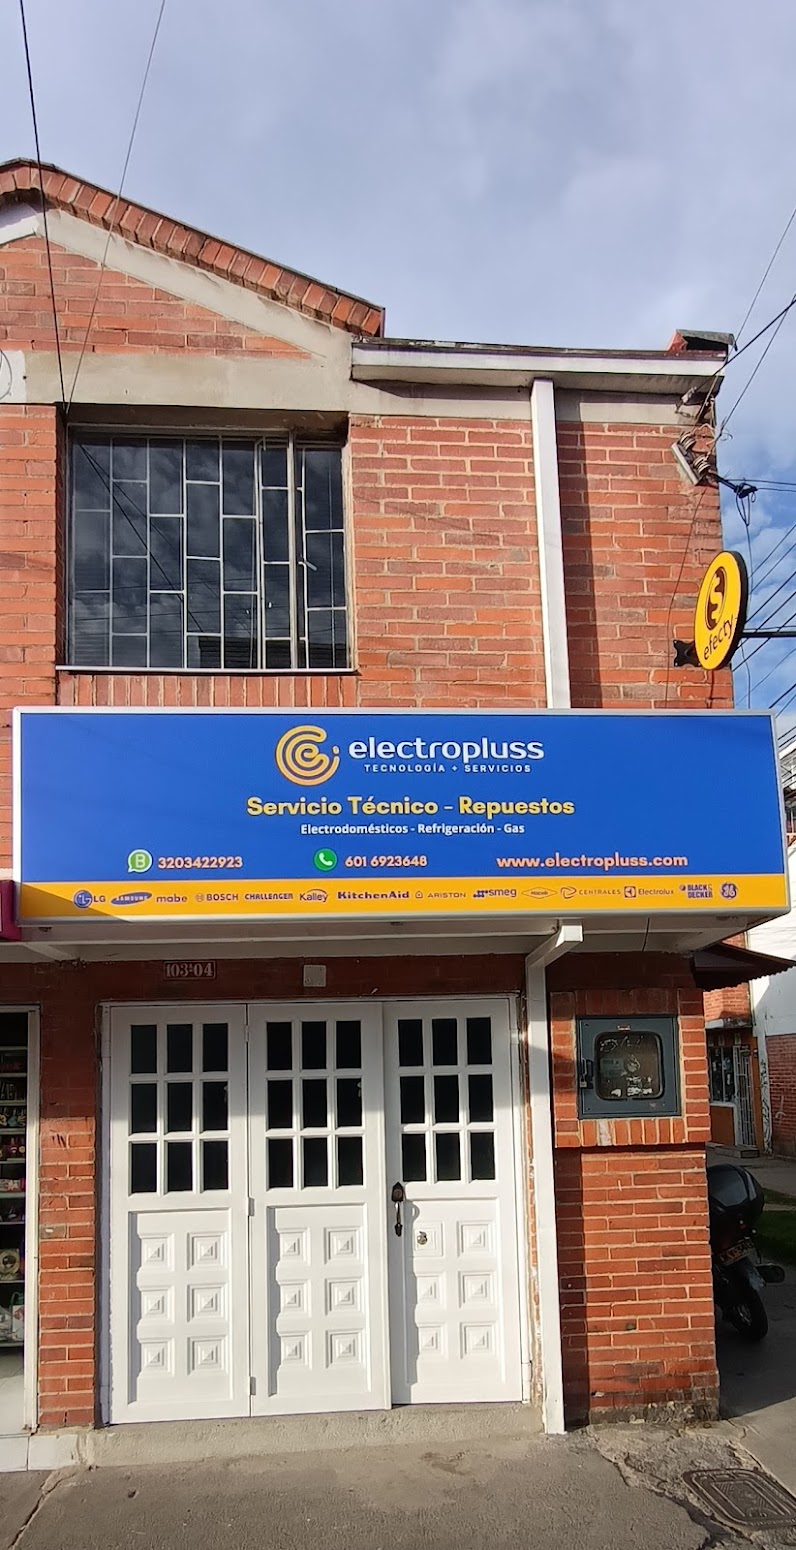 efecty
electropluss
TECNOLOGÍA + SERVICIOS
Servicio Técnico - Repuestos
Electrodomésticos - Refrigeración - Gas
3203422923 601 6923648 www.electropluss.com
LG SAMSUNG mabe BOSCH CHALLENGER Kalley KitchenAid ARISTON smeg CENTRALES Electrolux BLACK & DECKER GE
103-04